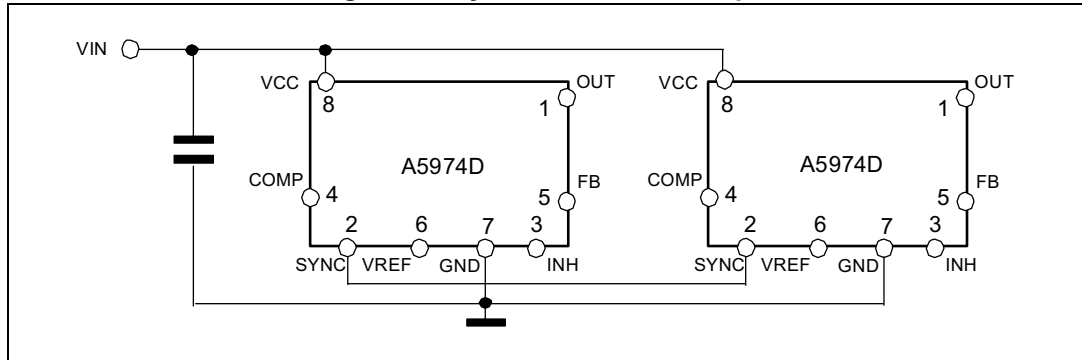 VIN
VCC
8
OUT
1
A5974D
COMP
4
FB
5
2
6
7
3
SYNC
VREF
GND
INH
VCC
8
OUT
1
A5974D
COMP
4
FB
5
2
6
7
3
SYNC
VREF
GND
INH